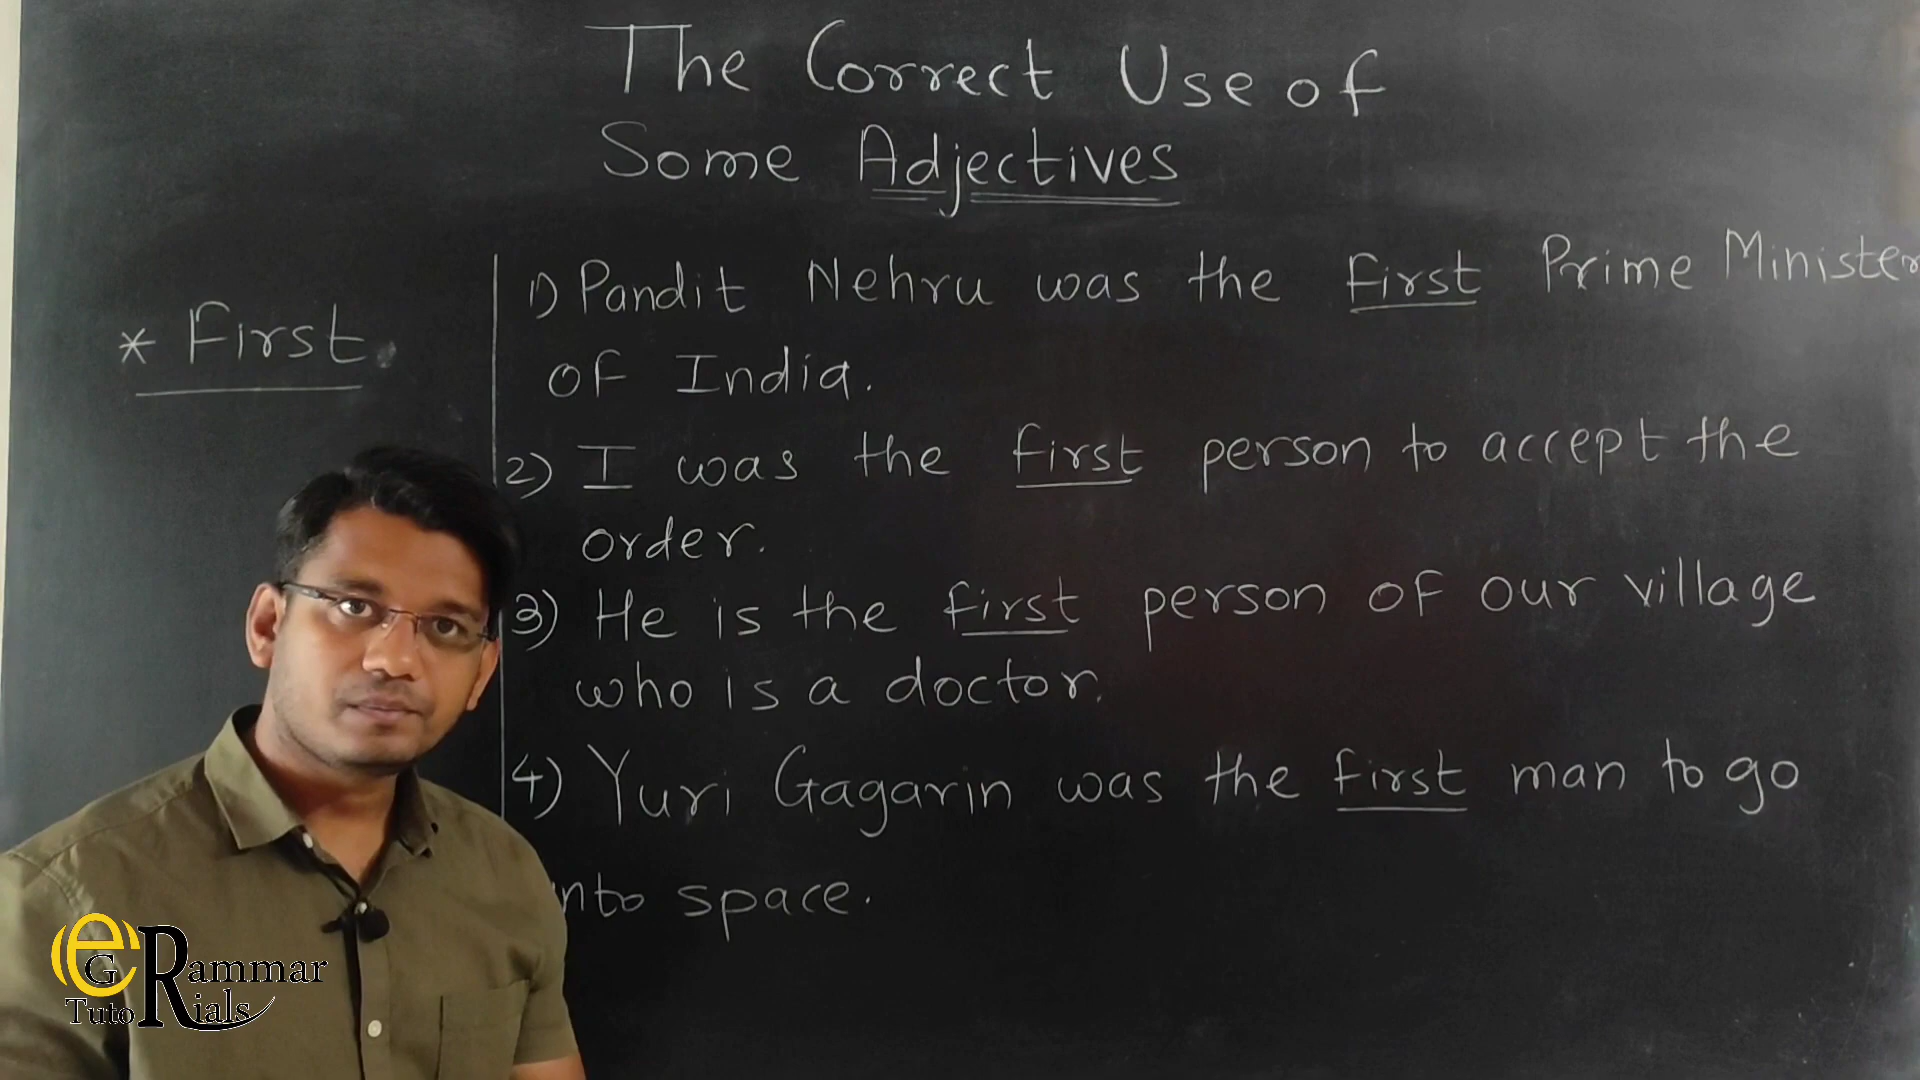 The Correct Use of
Some Adjectives
* First.
1) Pandit Nehru was the first Prime Minister
of India.
2) I was the first person to accept the
order.
3) He is the first person of our village
who is a doctor.
4) Yuri Gagarin was the first man to go
into space.
eGRammar
TutoRials